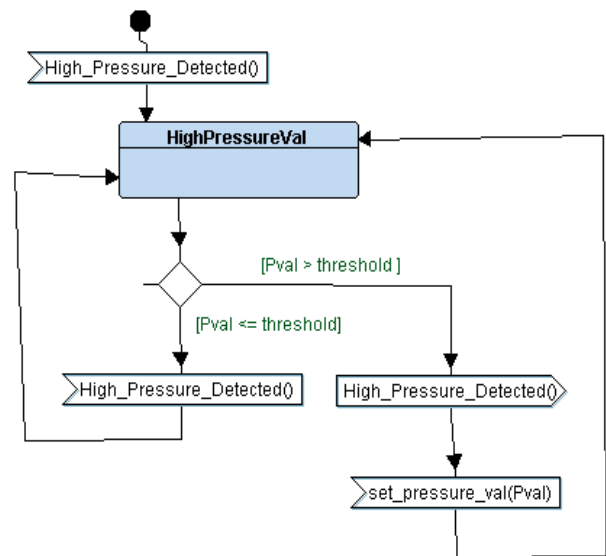 High_Pressure_Detected()
HighPressureVal
[Pval > threshold ]
[Pval <= threshold]
High_Pressure_Detected()
High_Pressure_Detected()
set_pressure_val(Pval)